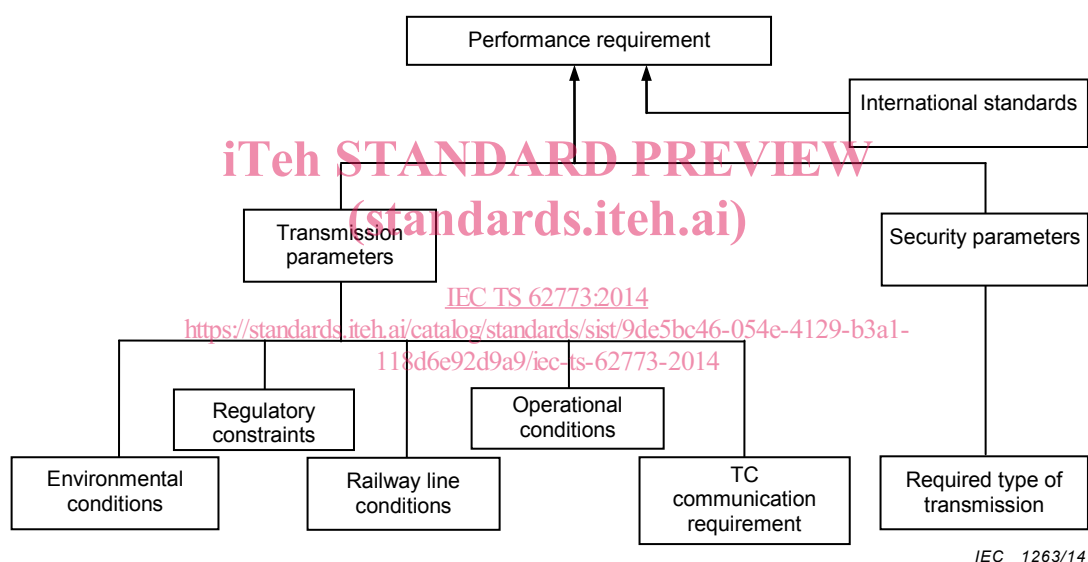 Performance requirement
International standards
iTeh STANDARD PREVIEW
(standards.iteh.ai)
Transmission
parameters
Security parameters
IEC TS 62773:2014
https://standards.iteh.ai/catalog/standards/sist/9de5bc46-054e-4129-b3a1-
118d6e92d9a9/iec-ts-62773-2014
Regulatory
constraints
Operational
conditions
Environmental
conditions
Railway line
conditions
TC
communication
requirement
Required type of
transmission
IEC 1263/14